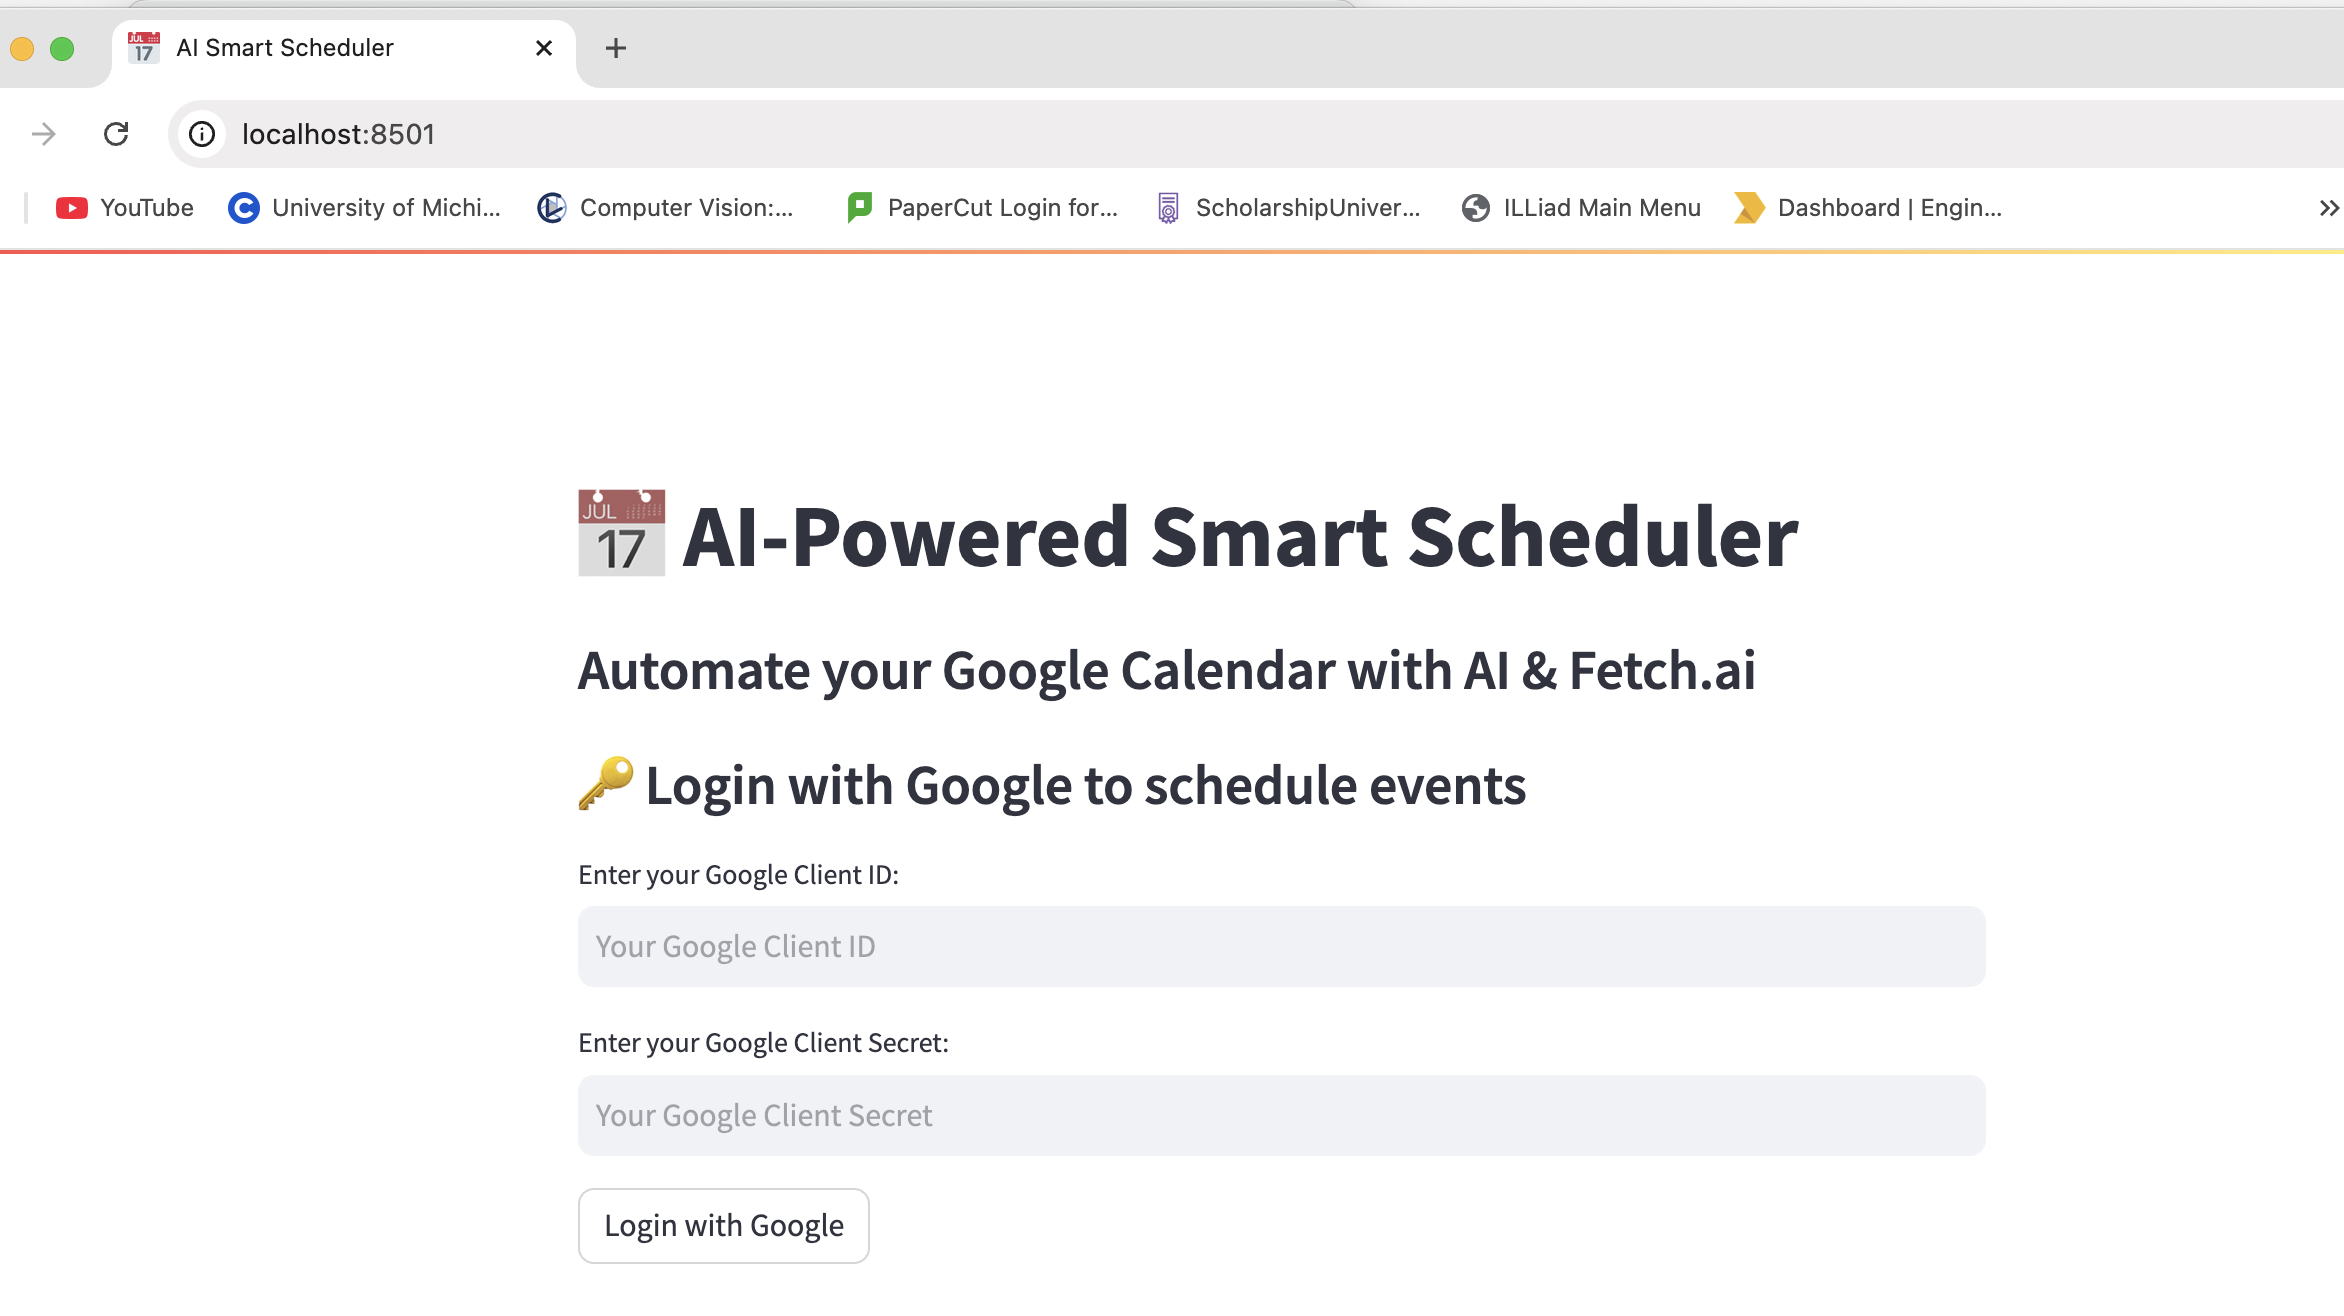 AI Smart Scheduler
localhost:8501
YouTube University of Michi... Computer Vision:... PaperCut Login for... ScholarshipUniver... ILLiad Main Menu Dashboard | Engin...
JUL 17 AI-Powered Smart Scheduler
Automate your Google Calendar with AI & Fetch.ai
Login with Google to schedule events
Enter your Google Client ID:
Your Google Client ID
Enter your Google Client Secret:
Your Google Client Secret
Login with Google